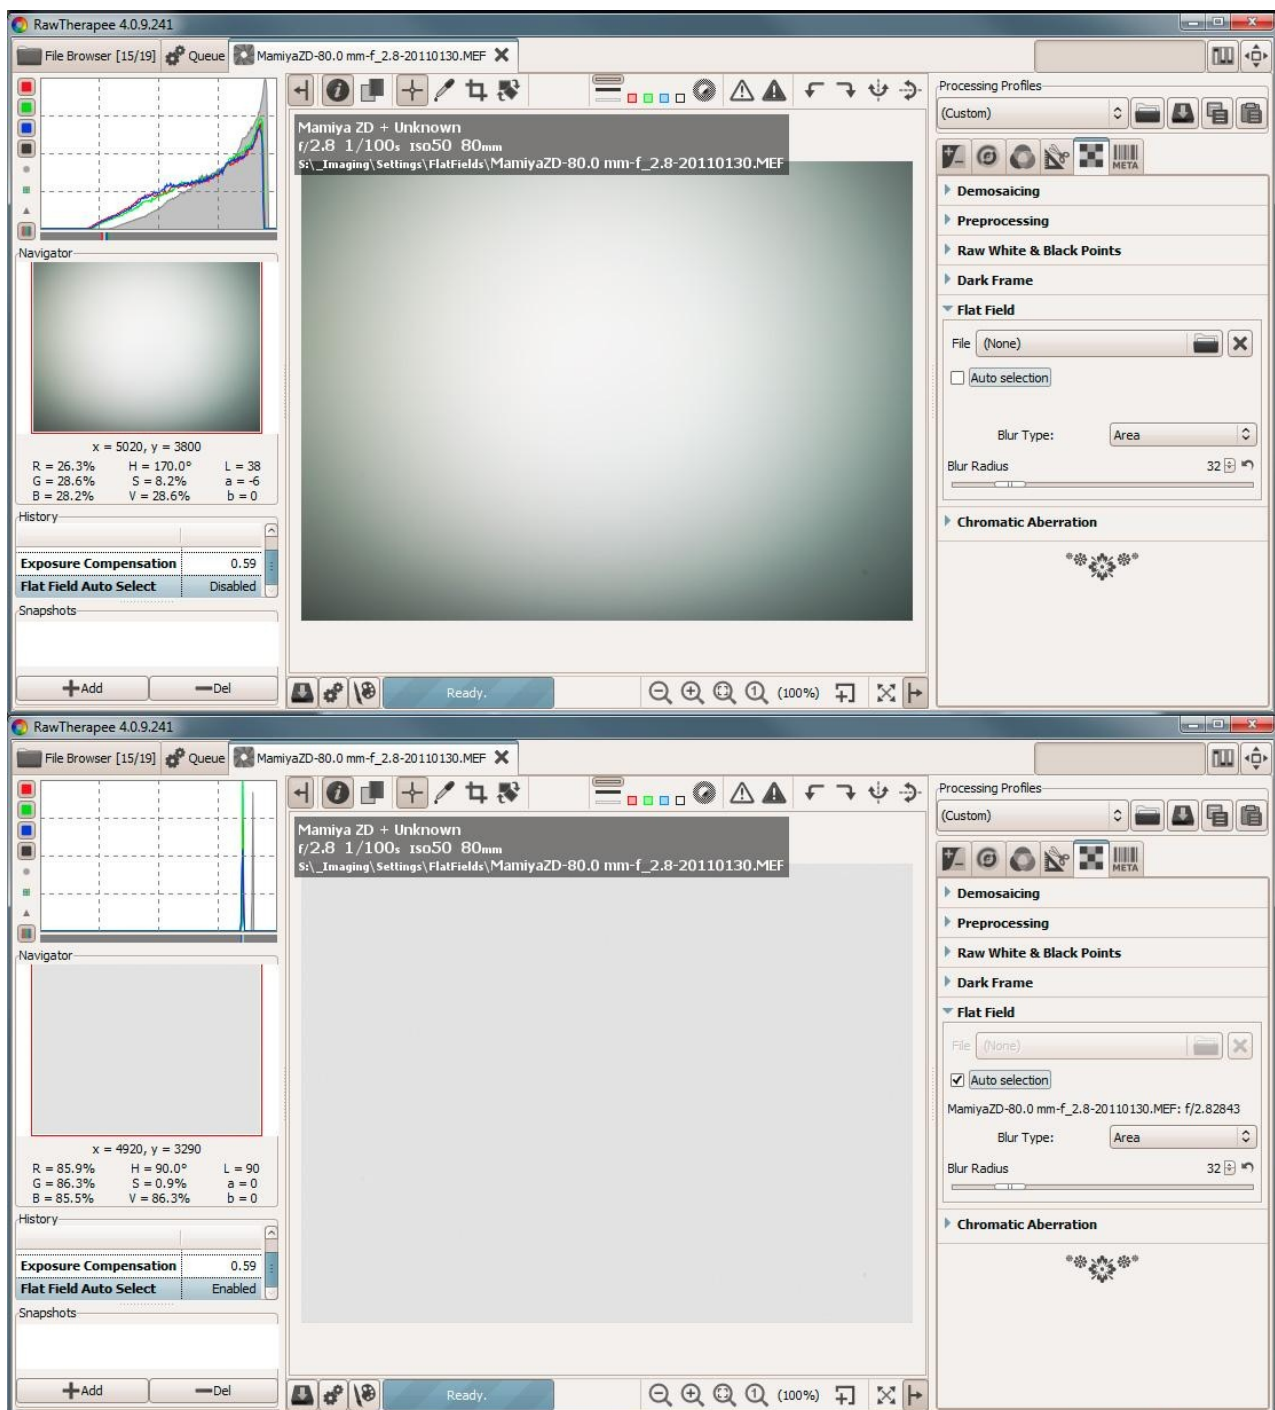 RawTherapee 4.0.9.241
File Browser [15/19]
Queue
MamiyaZD-80.0 mm-f_2.8-20110130.MEF
Mamiya ZD + Unknown
f/2.8 1/100s ISO50 80mm
S:\_Imaging\Settings\FlatFields\MamiyaZD-80.0 mm-f_2.8-20110130.MEF
Navigator
x = 5020, y = 3800
R = 26.3% H = 170.0° L = 38
G = 28.6% S = 8.2% a = -6
B = 28.2% V = 28.6% b = 0
History
Exposure Compensation 0.59
Flat Field Auto Select Disabled
Snapshots
Add
Del
Ready.
(100%)
Processing Profiles
(Custom)
META
Demosaicing
Preprocessing
Raw White & Black Points
Dark Frame
Flat Field
File (None)
Auto selection
Blur Type: Area
Blur Radius 32
Chromatic Aberration
RawTherapee 4.0.9.241
File Browser [15/19]
Queue
MamiyaZD-80.0 mm-f_2.8-20110130.MEF
Mamiya ZD + Unknown
f/2.8 1/100s ISO50 80mm
S:\_Imaging\Settings\FlatFields\MamiyaZD-80.0 mm-f_2.8-20110130.MEF
Navigator
x = 4920, y = 3290
R = 85.9% H = 90.0° L = 90
G = 86.3% S = 0.9% a = 0
B = 85.5% V = 86.3% b = 0
History
Exposure Compensation 0.59
Flat Field Auto Select Enabled
Snapshots
Add
Del
Ready.
(100%)
Processing Profiles
(Custom)
META
Demosaicing
Preprocessing
Raw White & Black Points
Dark Frame
Flat Field
File (None)
Auto selection
MamiyaZD-80.0 mm-f_2.8-20110130.MEF: f/2.82843
Blur Type: Area
Blur Radius 32
Chromatic Aberration